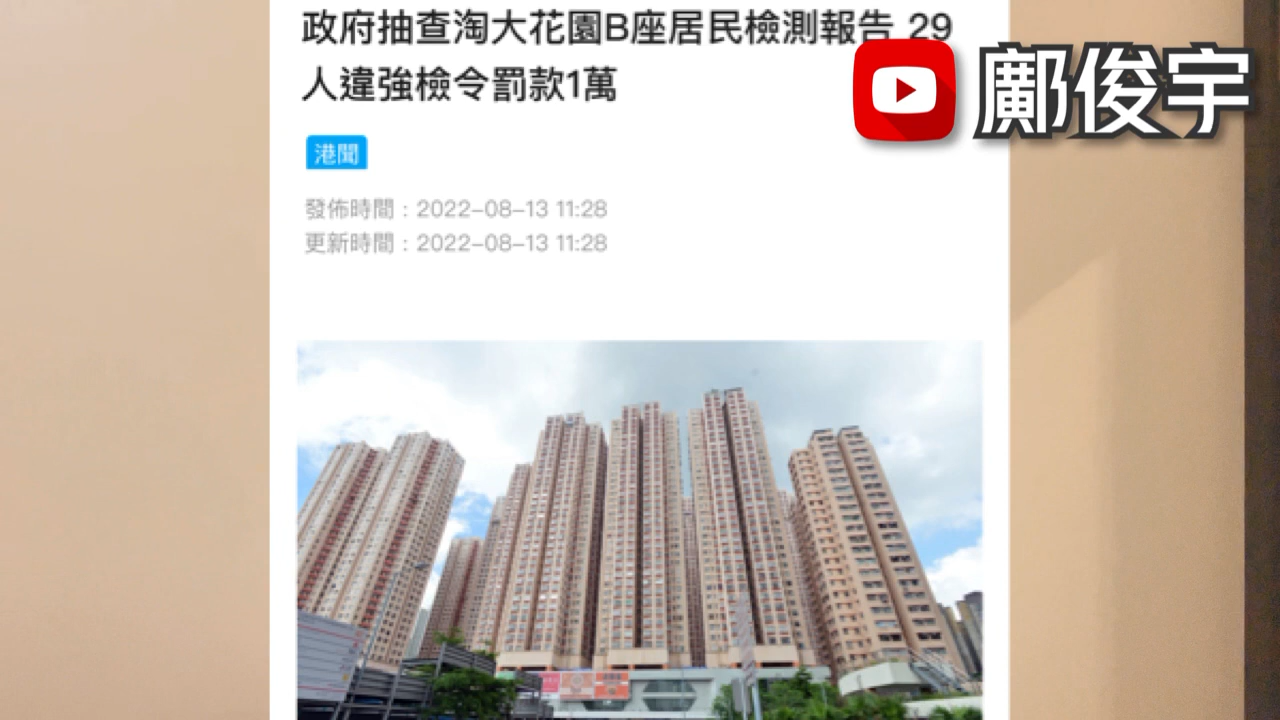 政府抽查淘大花園B座居民檢測報告 29
人違強檢令罰款1萬
鄺俊宇
港聞
發佈時間：2022-08-13 11:28
更新時間：2022-08-13 11:28